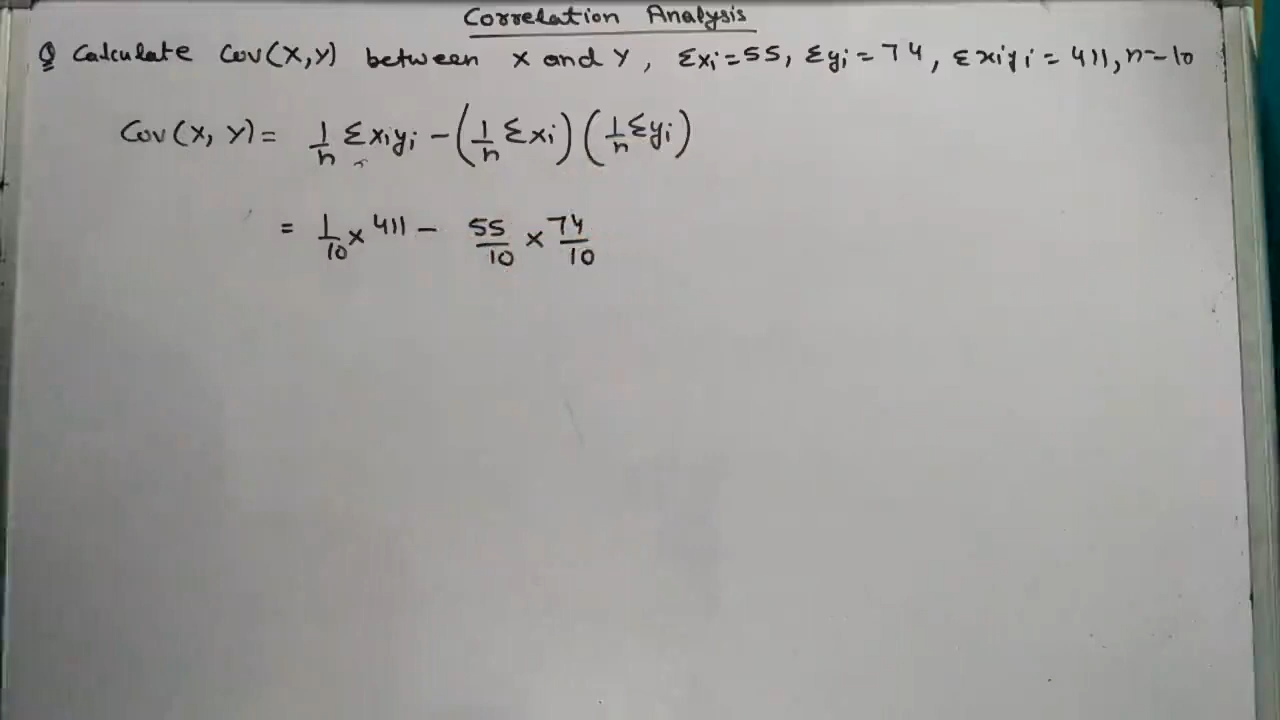 Correlation Analysis
Q Calculate Cov(X,Y) between X and Y, Σxi=55, Σyi=74, Σxiyi=411, n=10
Cov(X, Y) = 1/n Σxiyi - (1/n Σxi) (1/n Σyi)
= 1/10 × 411 - 55/10 × 74/10